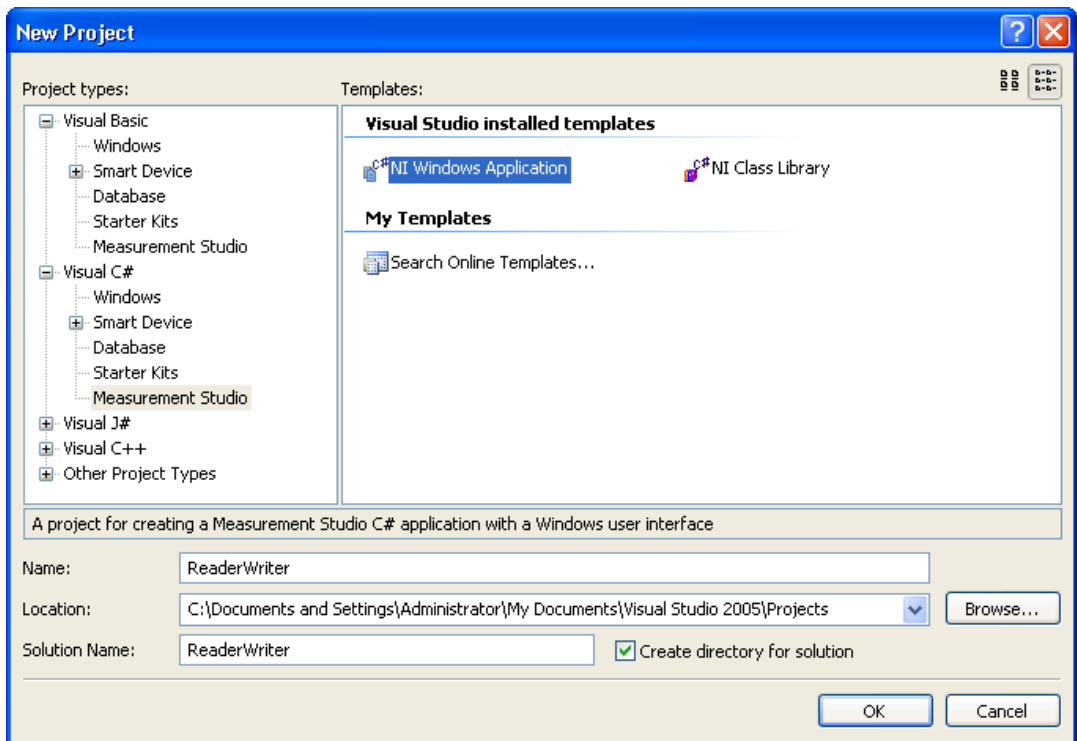 New Project
Project types:
Templates:
Visual Basic
Windows
Smart Device
Database
Starter Kits
Measurement Studio
Visual C#
Windows
Smart Device
Database
Starter Kits
Measurement Studio
Visual J#
Visual C++
Other Project Types
Visual Studio installed templates
NI Windows Application
NI Class Library
My Templates
Search Online Templates...
A project for creating a Measurement Studio C# application with a Windows user interface
Name:
ReaderWriter
Location:
C:\Documents and Settings\Administrator\My Documents\Visual Studio 2005\Projects
Browse...
Solution Name:
ReaderWriter
Create directory for solution
OK
Cancel